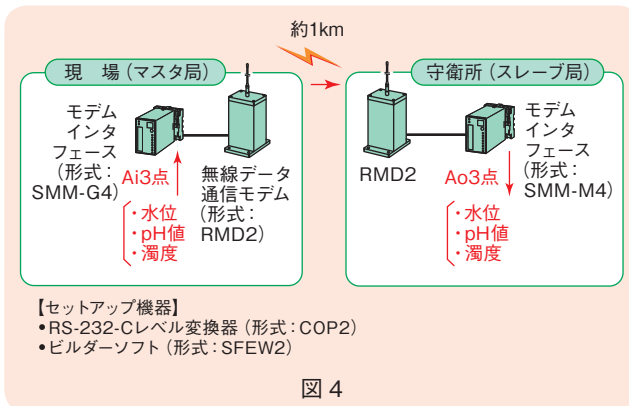 約1km
現　場（マスタ局）
モデム
インタ
フェース
（形式：
SMM-G4）
Ai3点
・水位
・pH値
・濁度
無線データ
通信モデム
（形式：
RMD2）
守衛所（スレーブ局）
RMD2
Ao3点
・水位
・pH値
・濁度
モデム
インタ
フェース
（形式：
SMM-M4）
【セットアップ機器】
•RS-232-Cレベル変換器（形式：COP2）
•ビルダーソフト（形式：SFEW2）
図 4